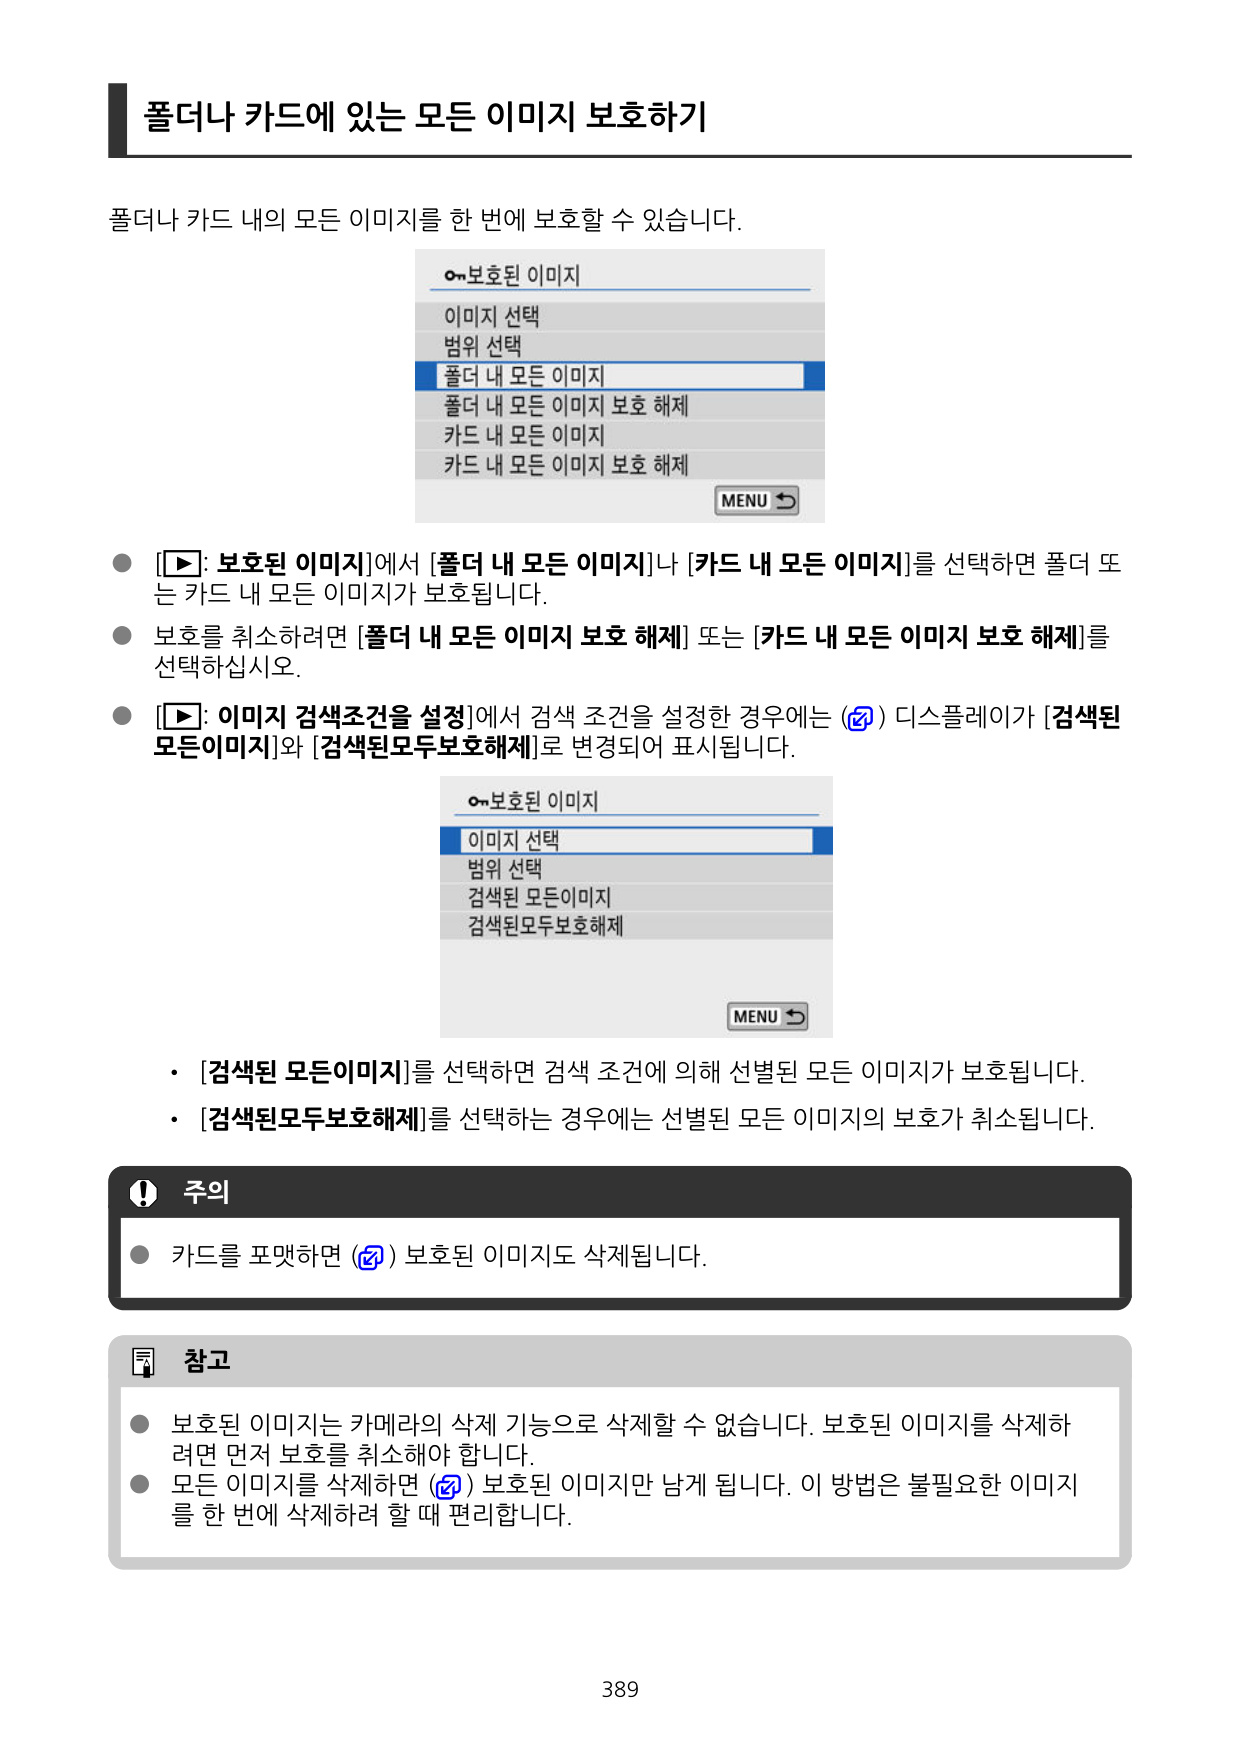 폴더나 카드에 있는 모든 이미지 보호하기
폴더나 카드 내의 모든 이미지를 한 번에 보호할 수 있습니다.
보호된 이미지
이미지 선택
범위 선택
폴더 내 모든 이미지
폴더 내 모든 이미지 보호 해제
카드 내 모든 이미지
카드 내 모든 이미지 보호 해제
MENU
● [▶: 보호된 이미지]에서 [폴더 내 모든 이미지]나 [카드 내 모든 이미지]를 선택하면 폴더 또
는 카드 내 모든 이미지가 보호됩니다.
● 보호를 취소하려면 [폴더 내 모든 이미지 보호 해제] 또는 [카드 내 모든 이미지 보호 해제]를
선택하십시오.
● [▶: 이미지 검색조건을 설정]에서 검색 조건을 설정한 경우에는 () 디스플레이가 [검색된
모든이미지]와 [검색된모두보호해제]로 변경되어 표시됩니다.
보호된 이미지
이미지 선택
범위 선택
검색된 모든이미지
검색된모두보호해제
MENU
• [검색된 모든이미지]를 선택하면 검색 조건에 의해 선별된 모든 이미지가 보호됩니다.
• [검색된모두보호해제]를 선택하는 경우에는 선별된 모든 이미지의 보호가 취소됩니다.
주의
● 카드를 포맷하면 () 보호된 이미지도 삭제됩니다.
참고
● 보호된 이미지는 카메라의 삭제 기능으로 삭제할 수 없습니다. 보호된 이미지를 삭제하
려면 먼저 보호를 취소해야 합니다.
● 모든 이미지를 삭제하면 () 보호된 이미지만 남게 됩니다. 이 방법은 불필요한 이미지
를 한 번에 삭제하려 할 때 편리합니다.
389